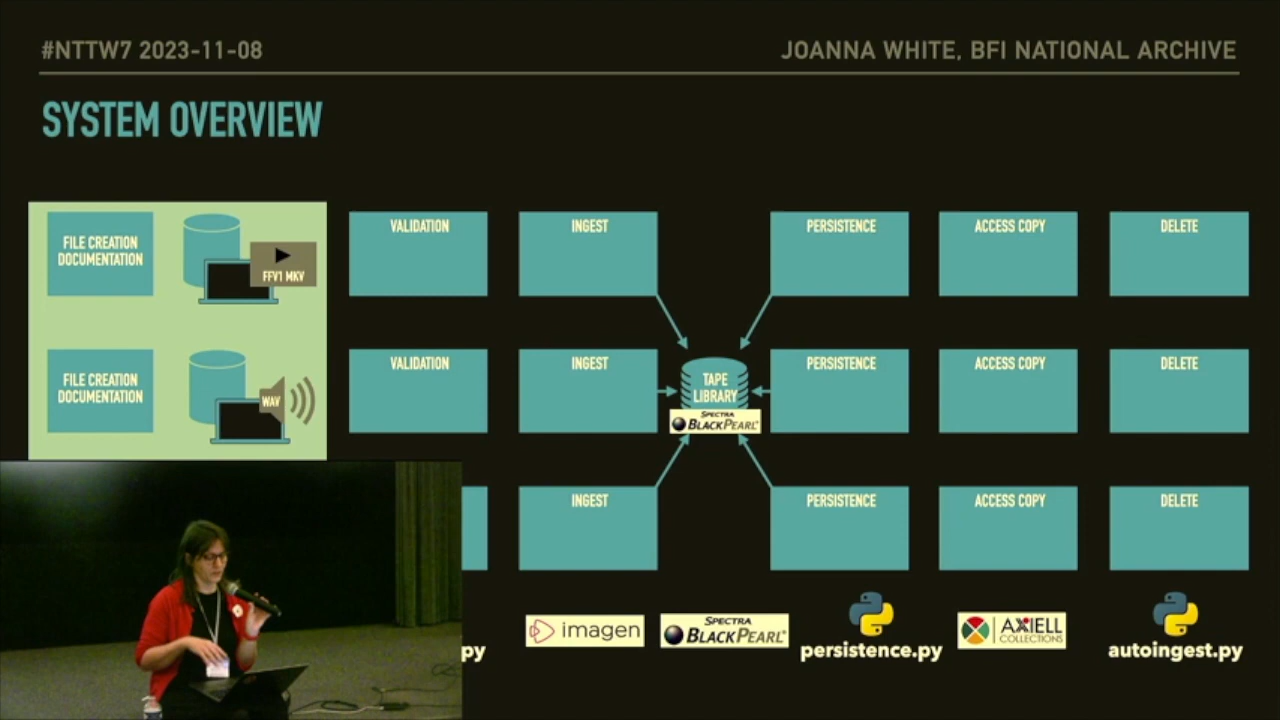 #NTTW7 2023-11-08
JOANNA WHITE, BFI NATIONAL ARCHIVE
SYSTEM OVERVIEW
FILE CREATION
DOCUMENTATION
FFV1 MKV
VALIDATION
INGEST
PERSISTENCE
ACCESS COPY
DELETE
FILE CREATION
DOCUMENTATION
WAV
VALIDATION
INGEST
TAPE
LIBRARY
SPECTRA
BLACKPEARL
PERSISTENCE
ACCESS COPY
DELETE
INGEST
PERSISTENCE
ACCESS COPY
DELETE
py
imagen
SPECTRA
BLACKPEARL
persistence.py
AXIELL
COLLECTIONS
autoingest.py